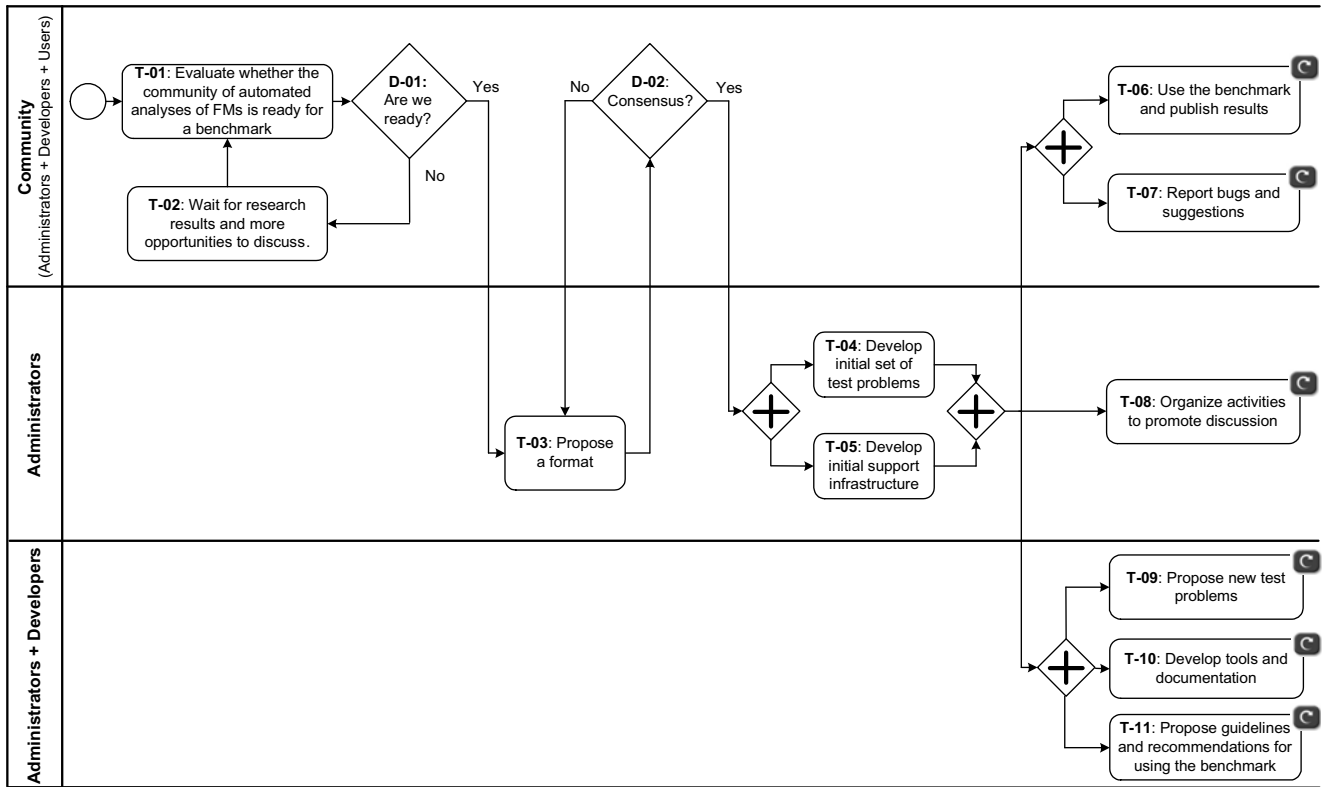 Community
(Administrators + Developers + Users)
T-01: Evaluate whether the
community of automated
analyses of FMs is ready for
a benchmark
D-01:
Are we
ready?
Yes
No
T-02: Wait for research
results and more
opportunities to discuss.
No
D-02:
Consensus?
Yes
T-06: Use the benchmark
and publish results
T-07: Report bugs and
suggestions
Administrators
T-03: Propose
a format
T-04: Develop
initial set of
test problems
T-05: Develop
initial support
infrastructure
T-08: Organize activities
to promote discussion
Administrators + Developers
T-09: Propose new test
problems
T-10: Develop tools and
documentation
T-11: Propose guidelines
and recommendations for
using the benchmark